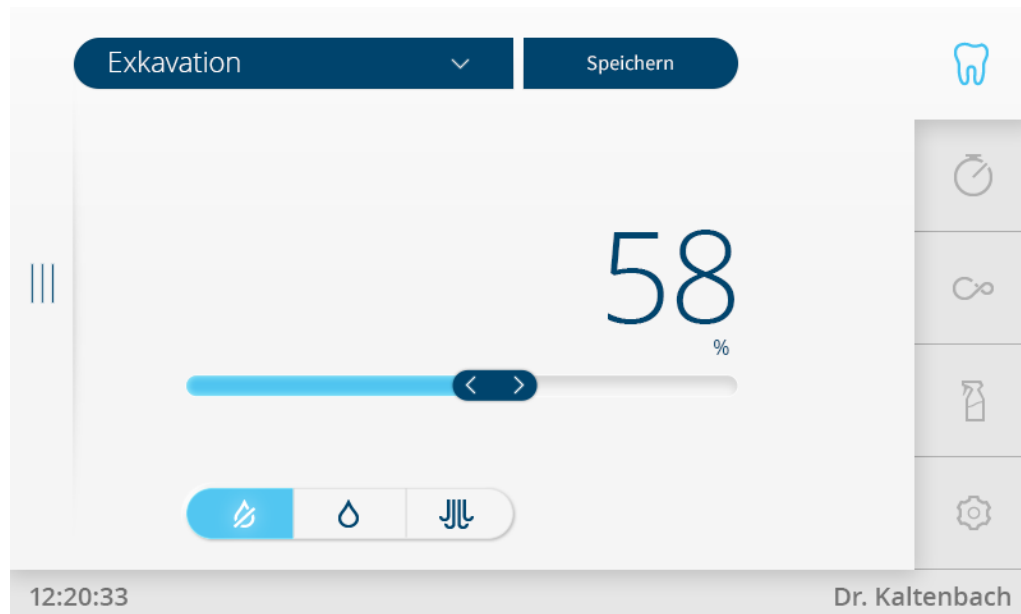 Exkavation
Speichern
58
%
12:20:33
Dr. Kaltenbach